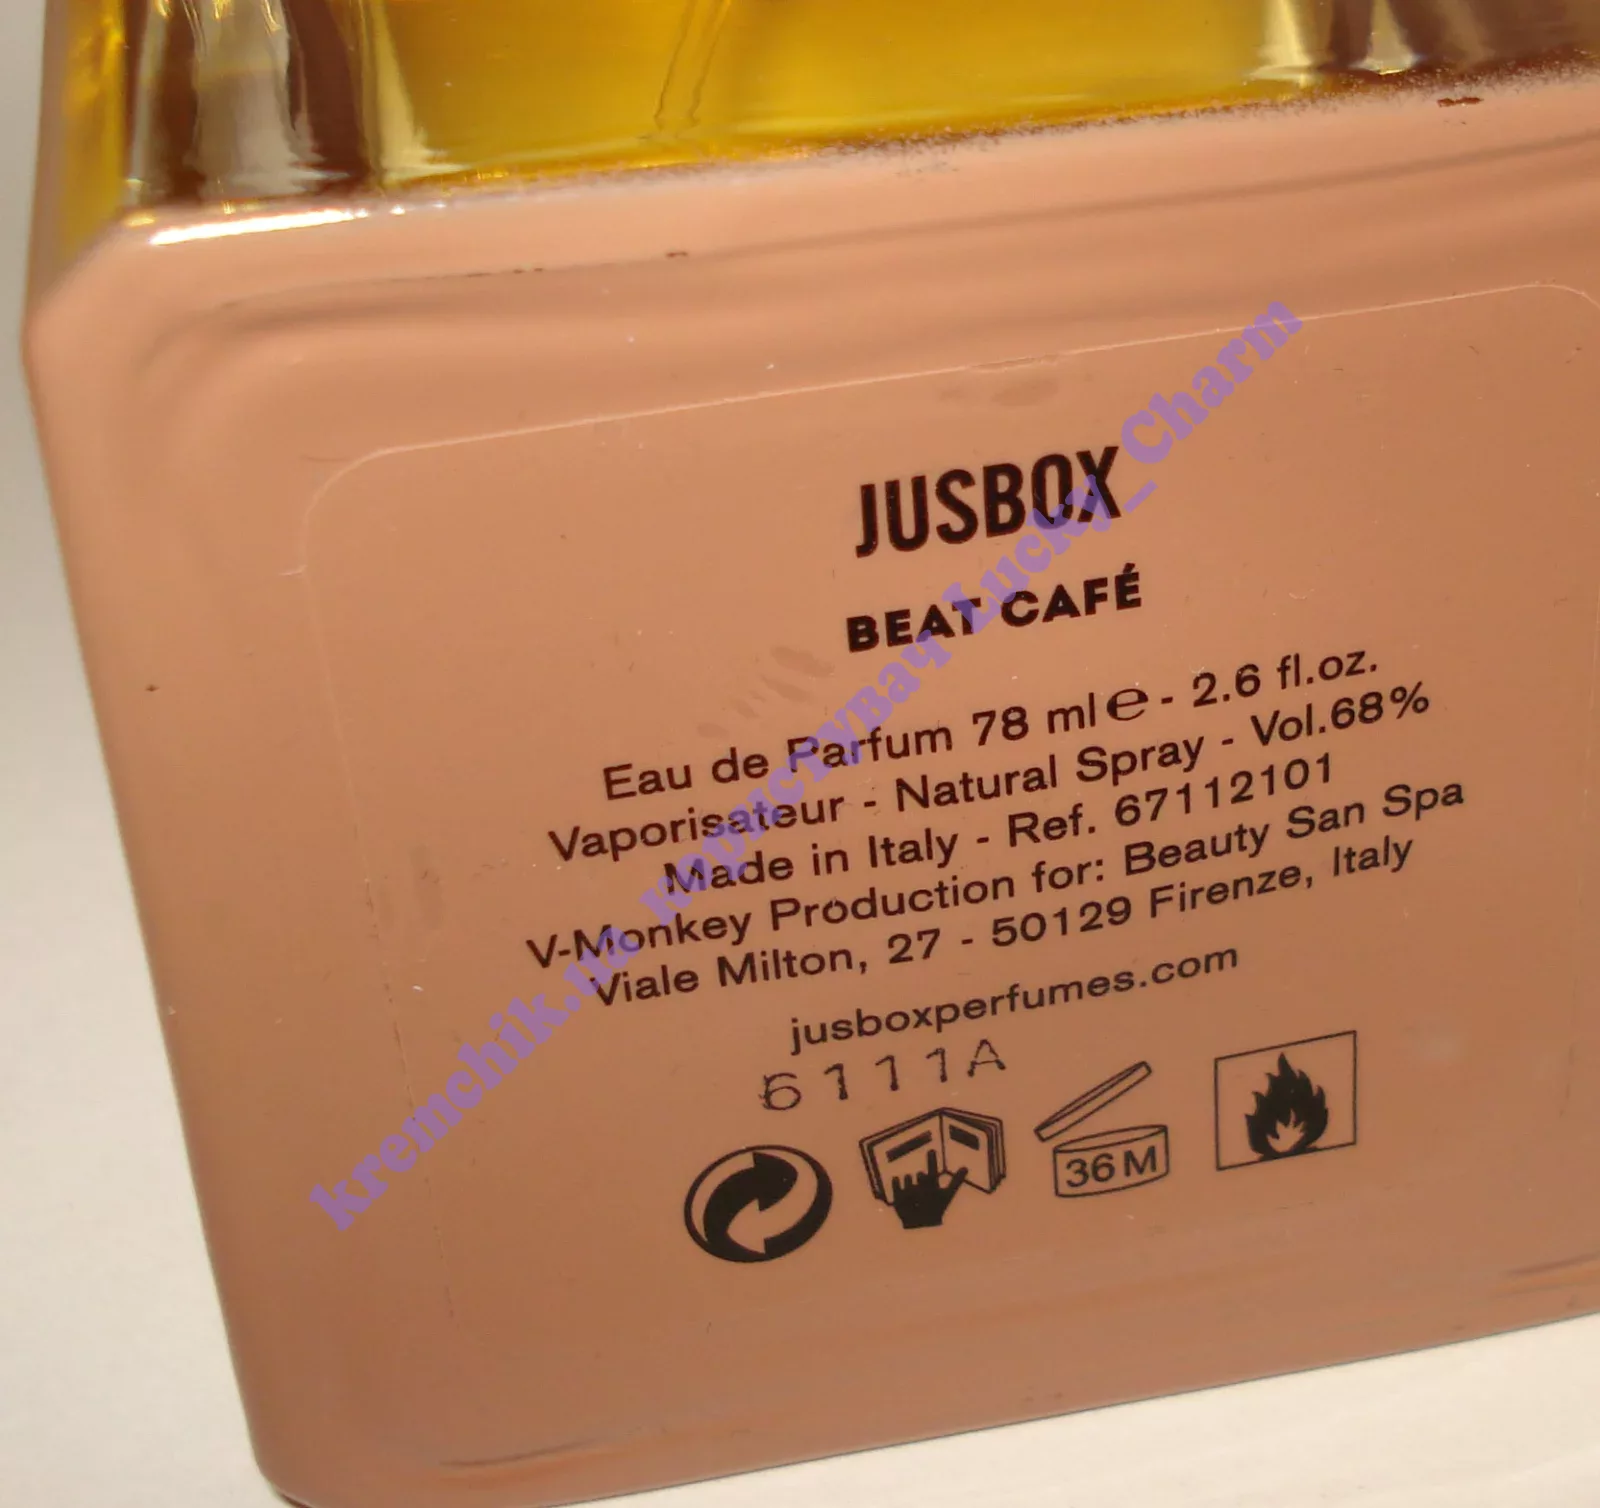 JUSBOX
BEAT CAFÉ
Eau de Parfum 78 ml ℮ - 2.6 fl.oz.
Vaporisateur - Natural Spray - Vol.68%
Made in Italy - Ref. 67112101
V-Monkey Production for: Beauty San Spa
Viale Milton, 27 - 50129 Firenze, Italy
jusboxperfumes.com
6111A
36M
kremchik.ua користувач Lucky_Charm